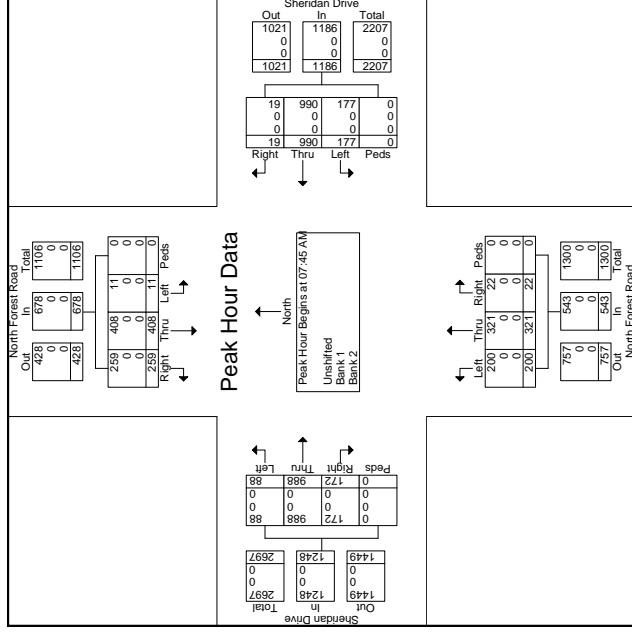 Sheridan Drive
Out In Total
1021 1186 2207
0 0 0
0 0 0
1021 1186 2207
19 990 177 0
0 0 0 0
0 0 0 0
19 990 177 0
Right Thru Left Peds
North Forest Road
Out In Total
428 678 1106
0 0 0
0 0 0
428 678 1106
259 408 11 0
0 0 0 0
0 0 0 0
259 408 11 0
Right Thru Left Peds
Peak Hour Data
North
Peak Hour Begins at 07:45 AM
Unshifted
Bank 1
Bank 2
Left Thru Right Peds
200 321 22 0
0 0 0 0
0 0 0 0
200 321 22 0
Out In Total
757 543 1300
0 0 0
0 0 0
757 543 1300
North Forest Road
Left Thru Right Peds
88 988 172 0
0 0 0 0
0 0 0 0
88 988 172 0
Total In Out
2697 1248 1449
0 0 0
0 0 0
2697 1248 1449
Sheridan Drive